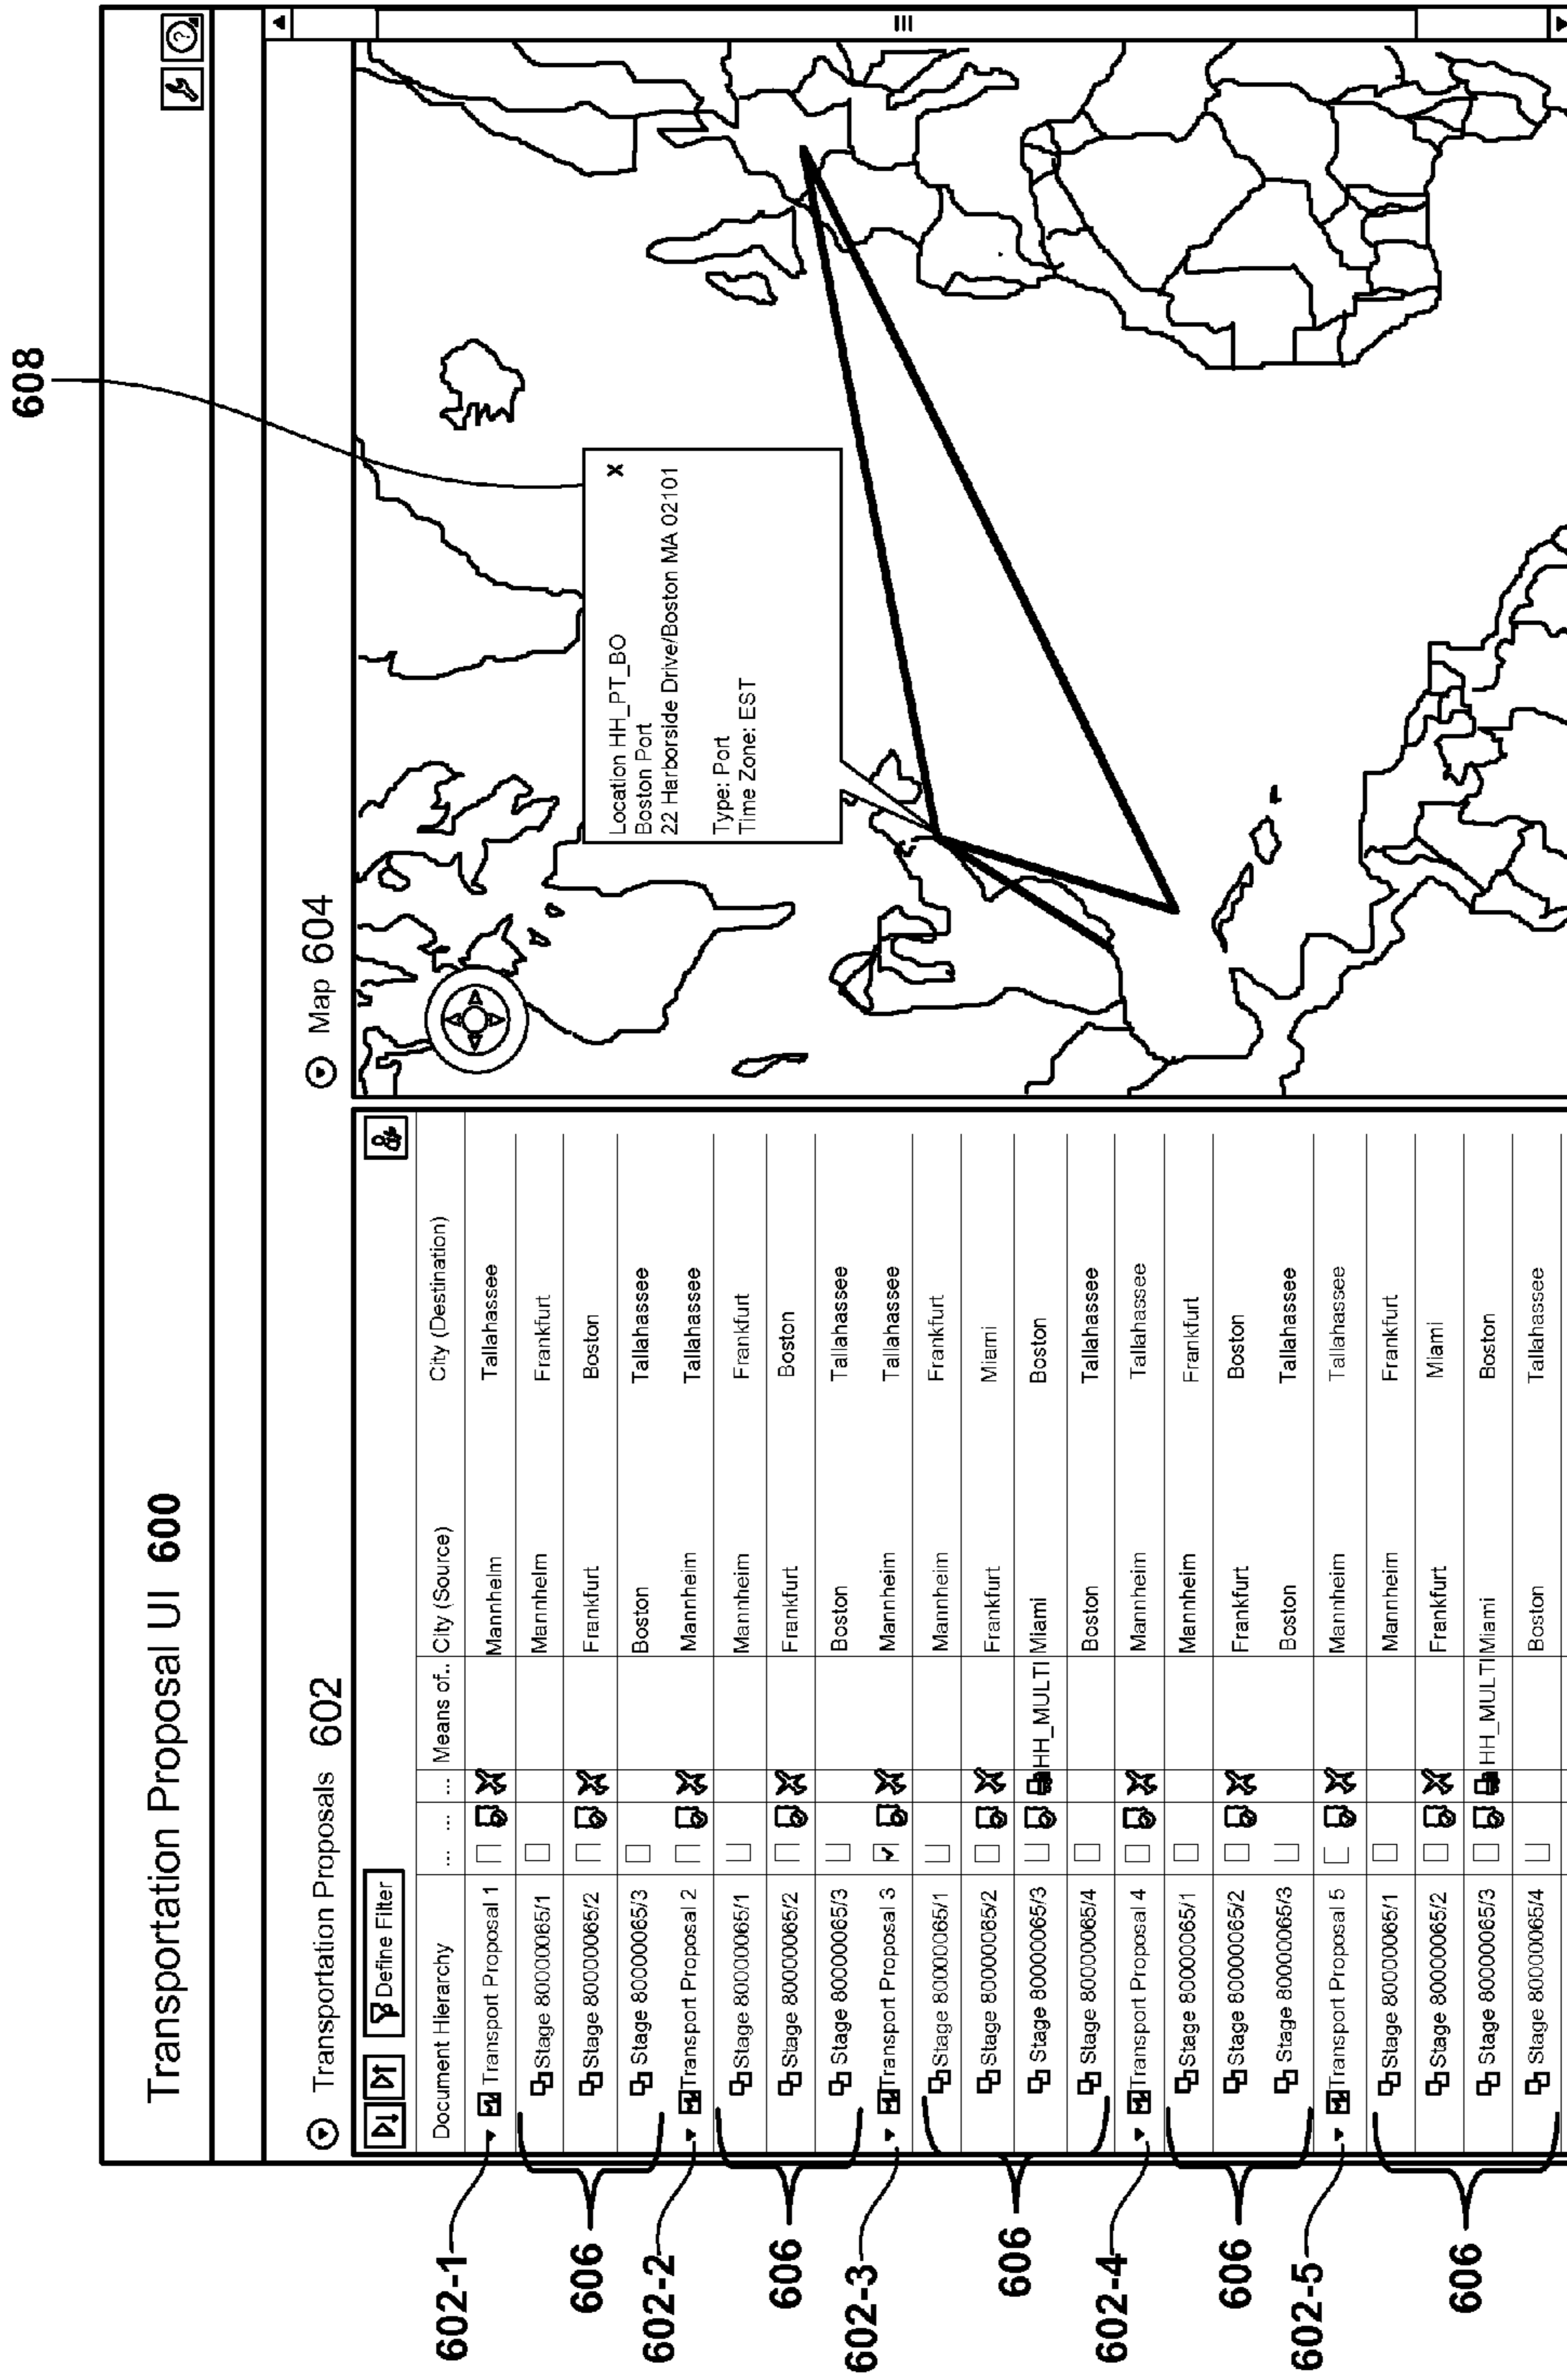 608
Transportation Proposal UI 600
Transportation Proposals 602
Map 604
Define Filter
Document Hierarchy ... ... ... Means of.. City (Source) City (Destination)
602-1
Transport Proposal 1 Mannhelm Tallahassee
606
Stage 80000065/1 Mannhelm Frankfurt
Stage 80000065/2 Frankfurt Boston
Stage 80000065/3 Boston Tallahassee
602-2
Transport Proposal 2 Mannheim Tallahassee
606
Stage 80000065/1 Mannheim Frankfurt
Stage 80000065/2 Frankfurt Boston
Stage 80000065/3 Boston Tallahassee
602-3
Transport Proposal 3 Mannheim Tallahassee
606
Stage 80000065/1 Mannheim Frankfurt
Stage 80000065/2 Frankfurt Miami
Stage 80000065/3 HH_MULTI Miami Boston
Stage 80000065/4 Boston Tallahassee
602-4
Transport Proposal 4 Mannheim Tallahassee
606
Stage 80000065/1 Mannheim Frankfurt
Stage 80000065/2 Frankfurt Boston
Stage 80000065/3 Boston Tallahassee
602-5
Transport Proposal 5 Mannheim Tallahassee
606
Stage 80000065/1 Mannheim Frankfurt
Stage 80000065/2 Frankfurt Miami
Stage 80000065/3 HH_MULTI Miami Boston
Stage 80000065/4 Boston Tallahassee
Location HH_PT_BO x
Boston Port
22 Harborside Drive/Boston MA 02101
Type: Port
Time Zone: EST